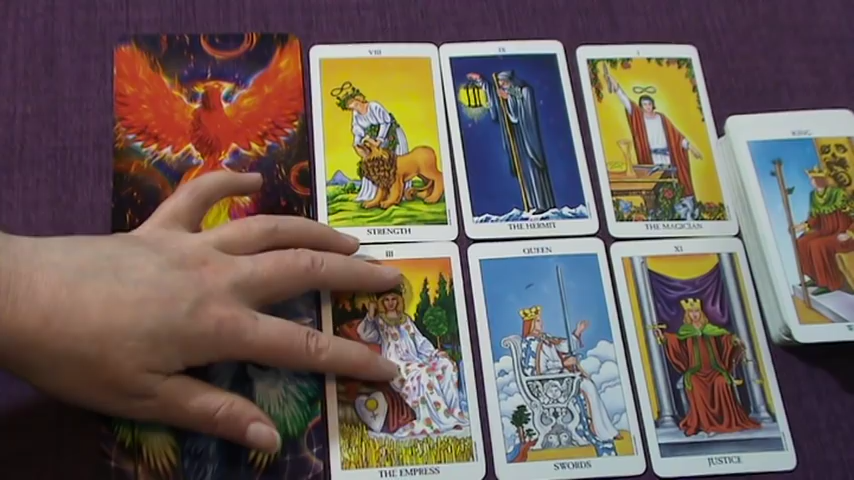 VIII
STRENGTH
IX
THE HERMIT
I
THE MAGICIAN
KING
III
THE EMPRESS
QUEEN
SWORDS
XI
JUSTICE